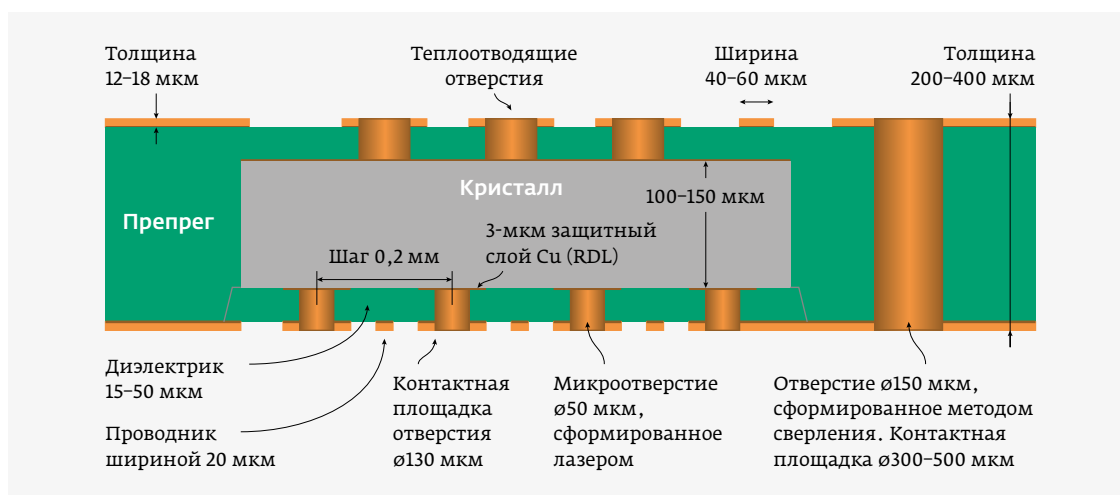 Толщина
12–18 мкм
Теплоотводящие
отверстия
Ширина
40–60 мкм
Толщина
200–400 мкм
Кристалл
100–150 мкм
Препрег
3-мкм защитный
слой Cu (RDL)
Шаг 0,2 мм
Диэлектрик
15–50 мкм
Проводник
шириной 20 мкм
Контактная
площадка
отверстия
ø130 мкм
Микроотверстие
ø50 мкм,
сформированное
лазером
Отверстие ø150 мкм,
сформированное методом
сверления. Контактная
площадка ø300–500 мкм